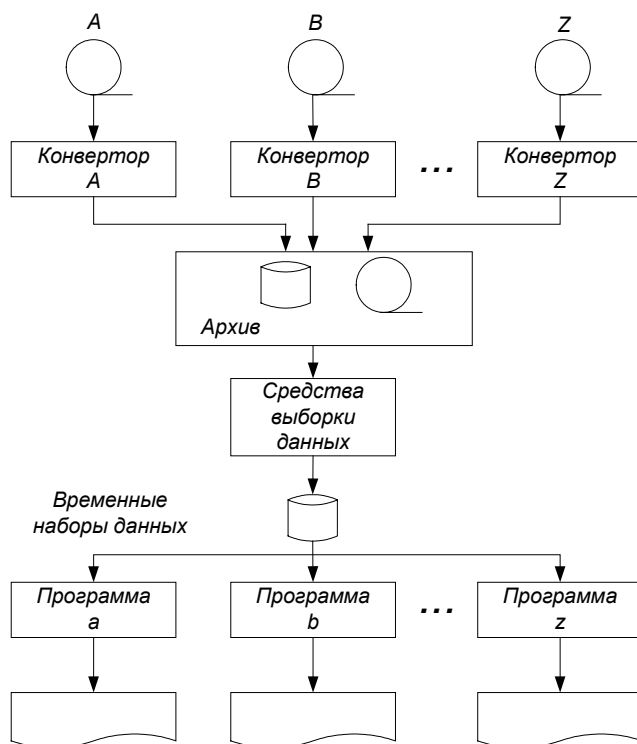 A
B
Z
Конвертор
A
Конвертор
B
...
Конвертор
Z
Архив
Средства
выборки
данных
Временные
наборы данных
Программа
a
Программа
b
...
Программа
z